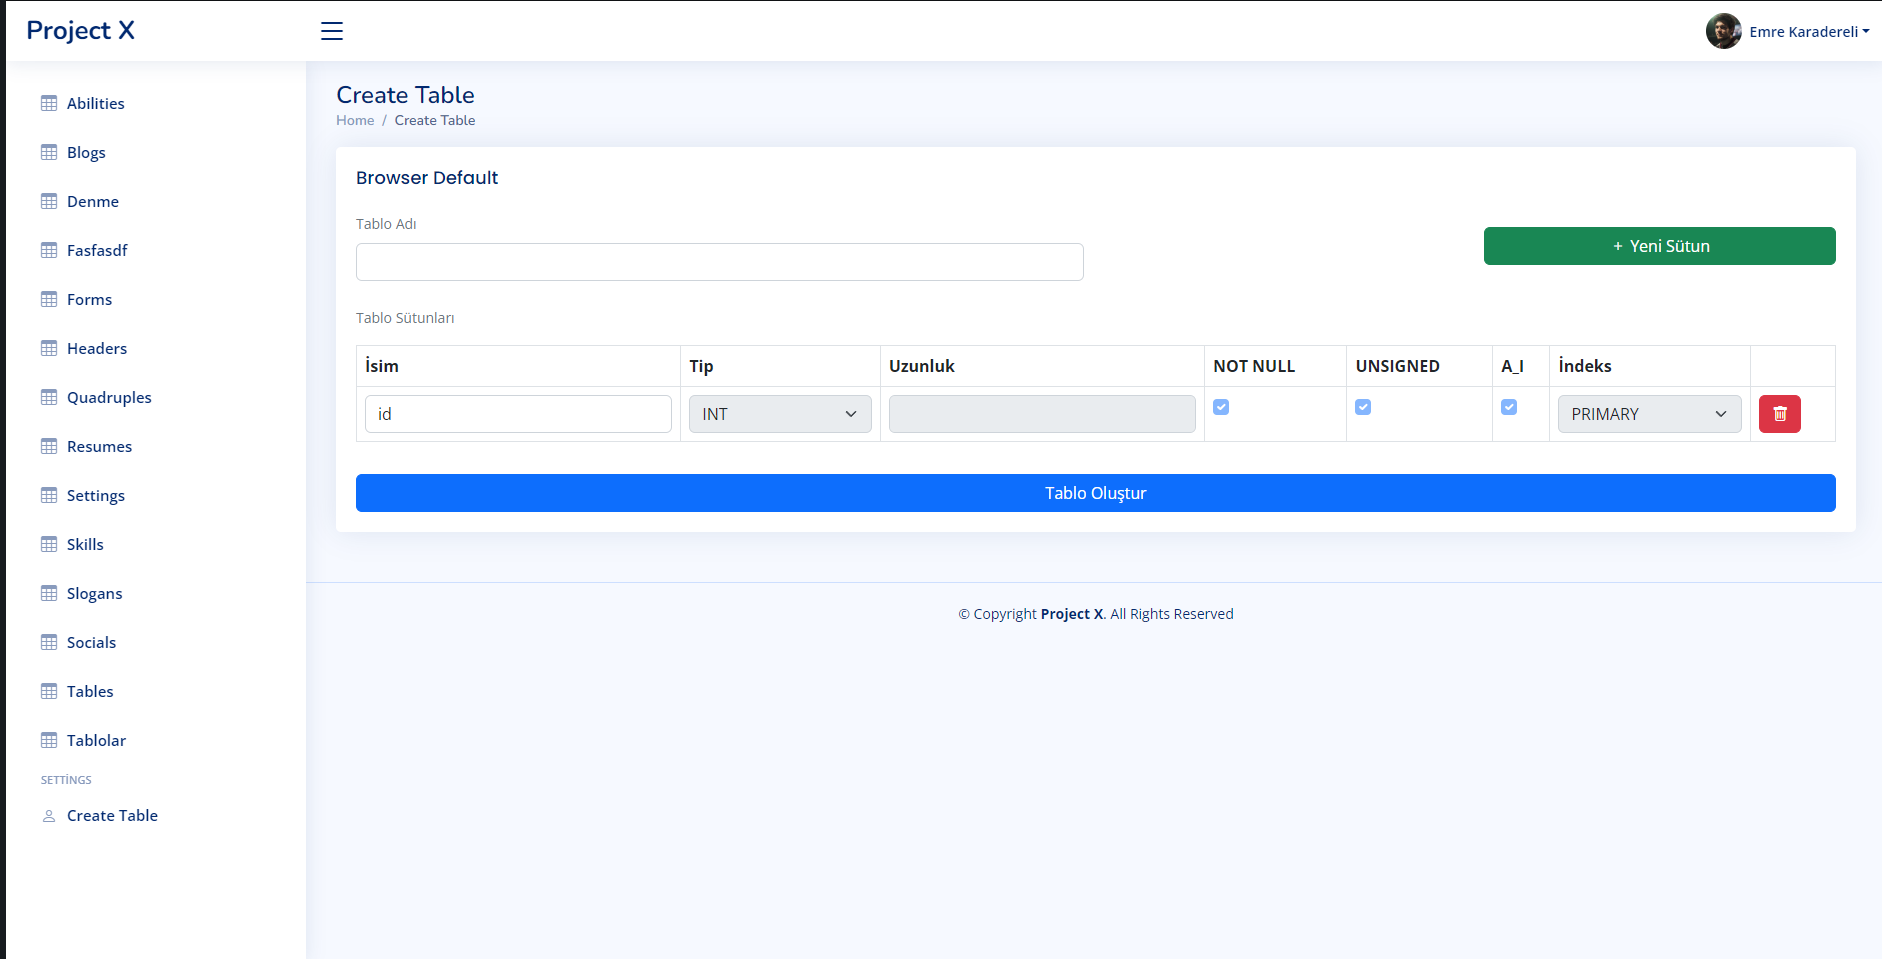 Project X
Emre Karadereli
Abilities
Blogs
Denme
Fasfasdf
Forms
Headers
Quadruples
Resumes
Settings
Skills
Slogans
Socials
Tables
Tablolar
SETTİNGS
Create Table
Create Table
Home / Create Table
Browser Default
Tablo Adı
+ Yeni Sütun
Tablo Sütunları
İsim Tip Uzunluk NOT NULL UNSIGNED A_I İndeks
id INT PRIMARY
Tablo Oluştur
© Copyright Project X. All Rights Reserved